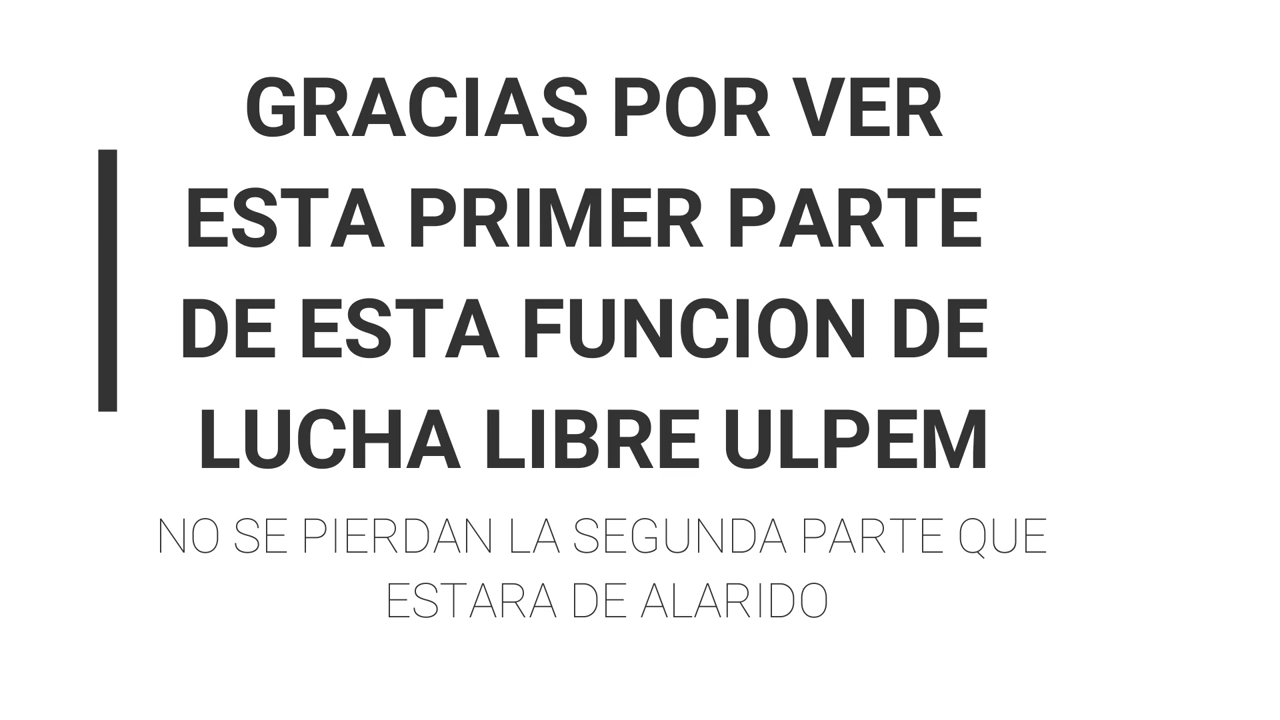 GRACIAS POR VER
ESTA PRIMER PARTE
DE ESTA FUNCION DE
LUCHA LIBRE ULPEM
NO SE PIERDAN LA SEGUNDA PARTE QUE
ESTARA DE ALARIDO